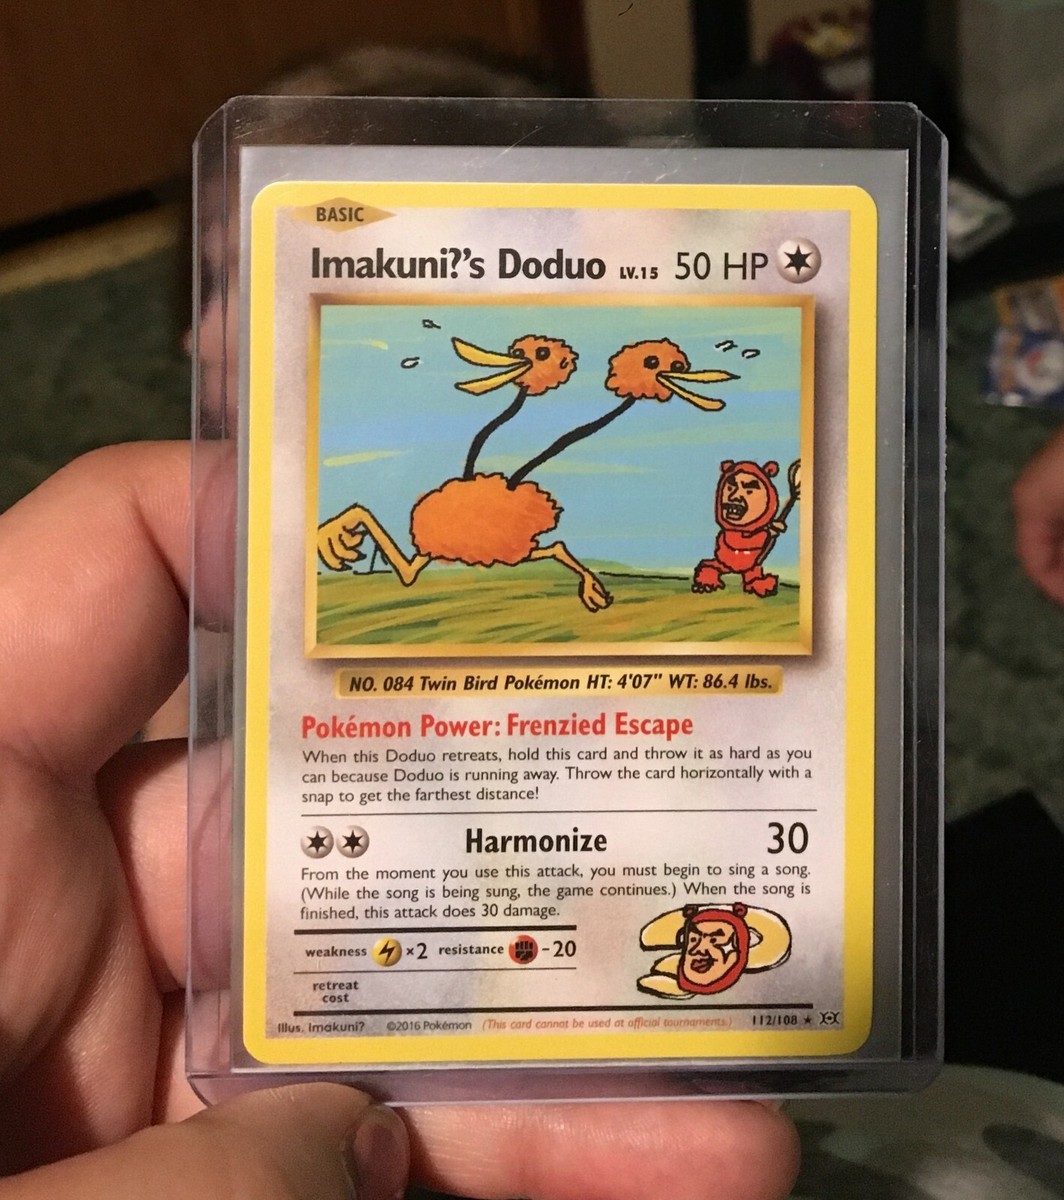 BASIC
Imakuni?'s Doduo LV.15 50 HP
NO. 084 Twin Bird Pokémon HT: 4'07" WT: 86.4 lbs.
Pokémon Power: Frenzied Escape
When this Doduo retreats, hold this card and throw it as hard as you
can because Doduo is running away. Throw the card horizontally with a
snap to get the farthest distance!
Harmonize 30
From the moment you use this attack, you must begin to sing a song.
(While the song is being sung, the game continues.) When the song is
finished, this attack does 30 damage.
weakness ×2 resistance -20
retreat
cost
Illus. Imakuni? ©2016 Pokémon (This card cannot be used at official tournaments.) 112/108 ★